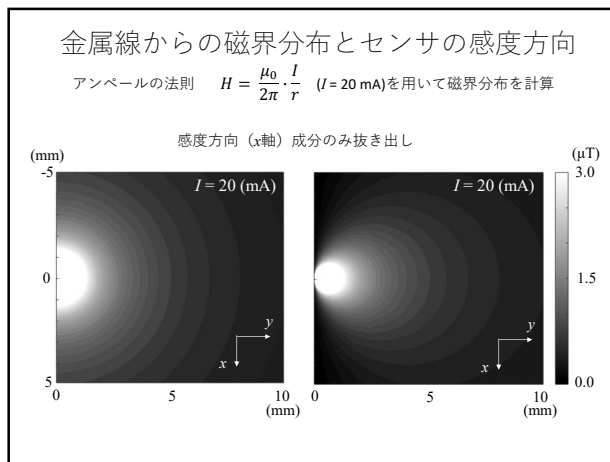 金属線からの磁界分布とセンサの感度方向
アンペールの法則 H = μ₀/2π · I/r (I = 20 mA)を用いて磁界分布を計算
感度方向（x軸）成分のみ抜き出し
(mm) (μT)
-5 I = 20 (mA) I = 20 (mA) 3.0
0 1.5
y y
x x
5 0.0
0 5 10 0 5 10
(mm) (mm)